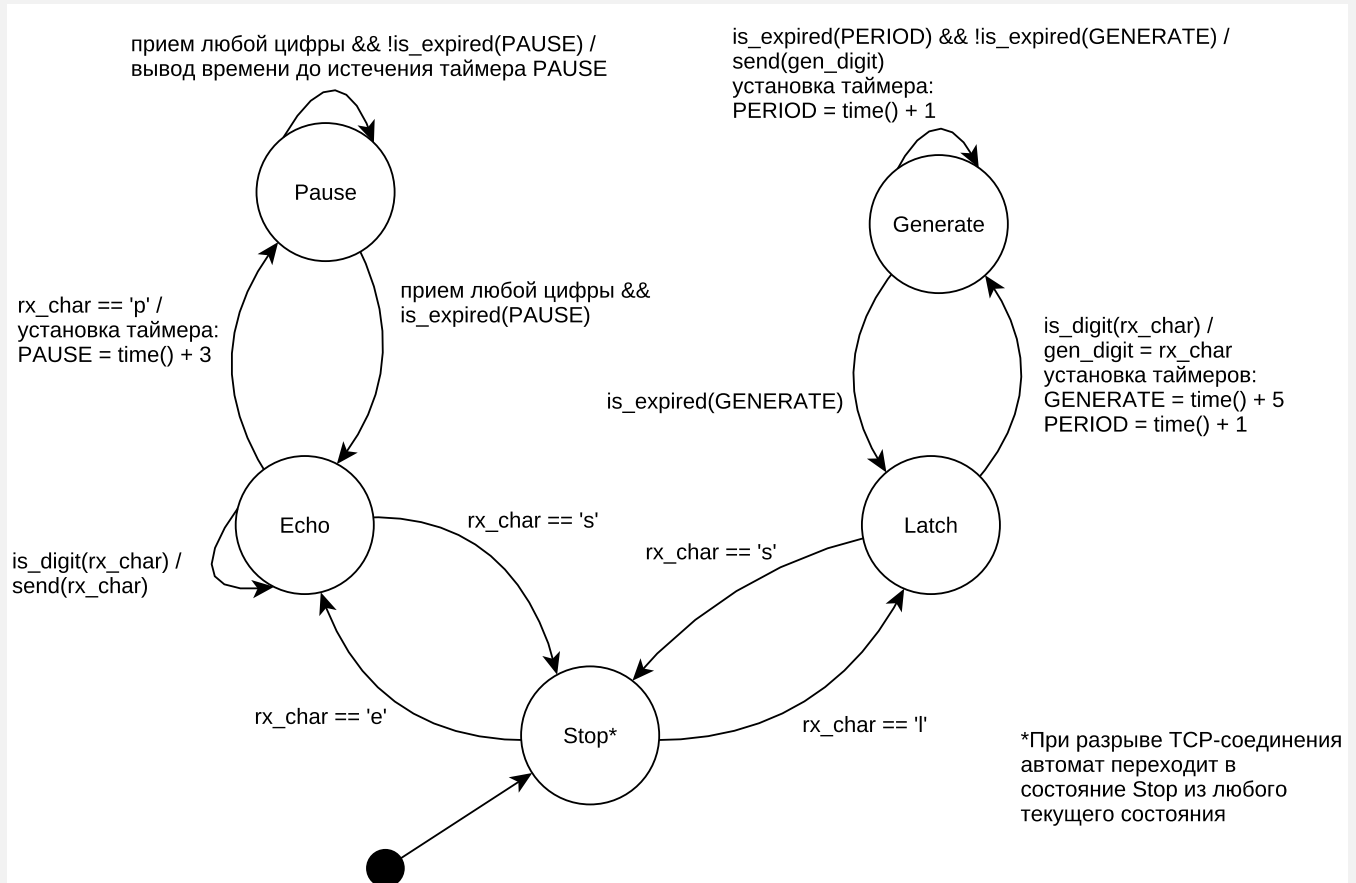 прием любой цифры && !is_expired(PAUSE) /
вывод времени до истечения таймера PAUSE
is_expired(PERIOD) && !is_expired(GENERATE) /
send(gen_digit)
установка таймера:
PERIOD = time() + 1
Pause
Generate
rx_char == 'p' /
установка таймера:
PAUSE = time() + 3
прием любой цифры &&
is_expired(PAUSE)
is_expired(GENERATE)
is_digit(rx_char) /
gen_digit = rx_char
установка таймеров:
GENERATE = time() + 5
PERIOD = time() + 1
Echo
rx_char == 's'
Latch
rx_char == 's'
is_digit(rx_char) /
send(rx_char)
rx_char == 'e'
Stop*
rx_char == 'l'
*При разрыве TCP-соединения
автомат переходит в
состояние Stop из любого
текущего состояния